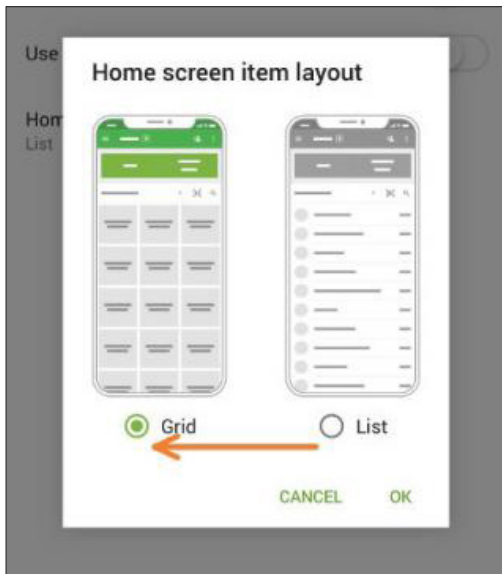 Use
Home screen item layout
Hom
List
Grid
List
CANCEL
OK